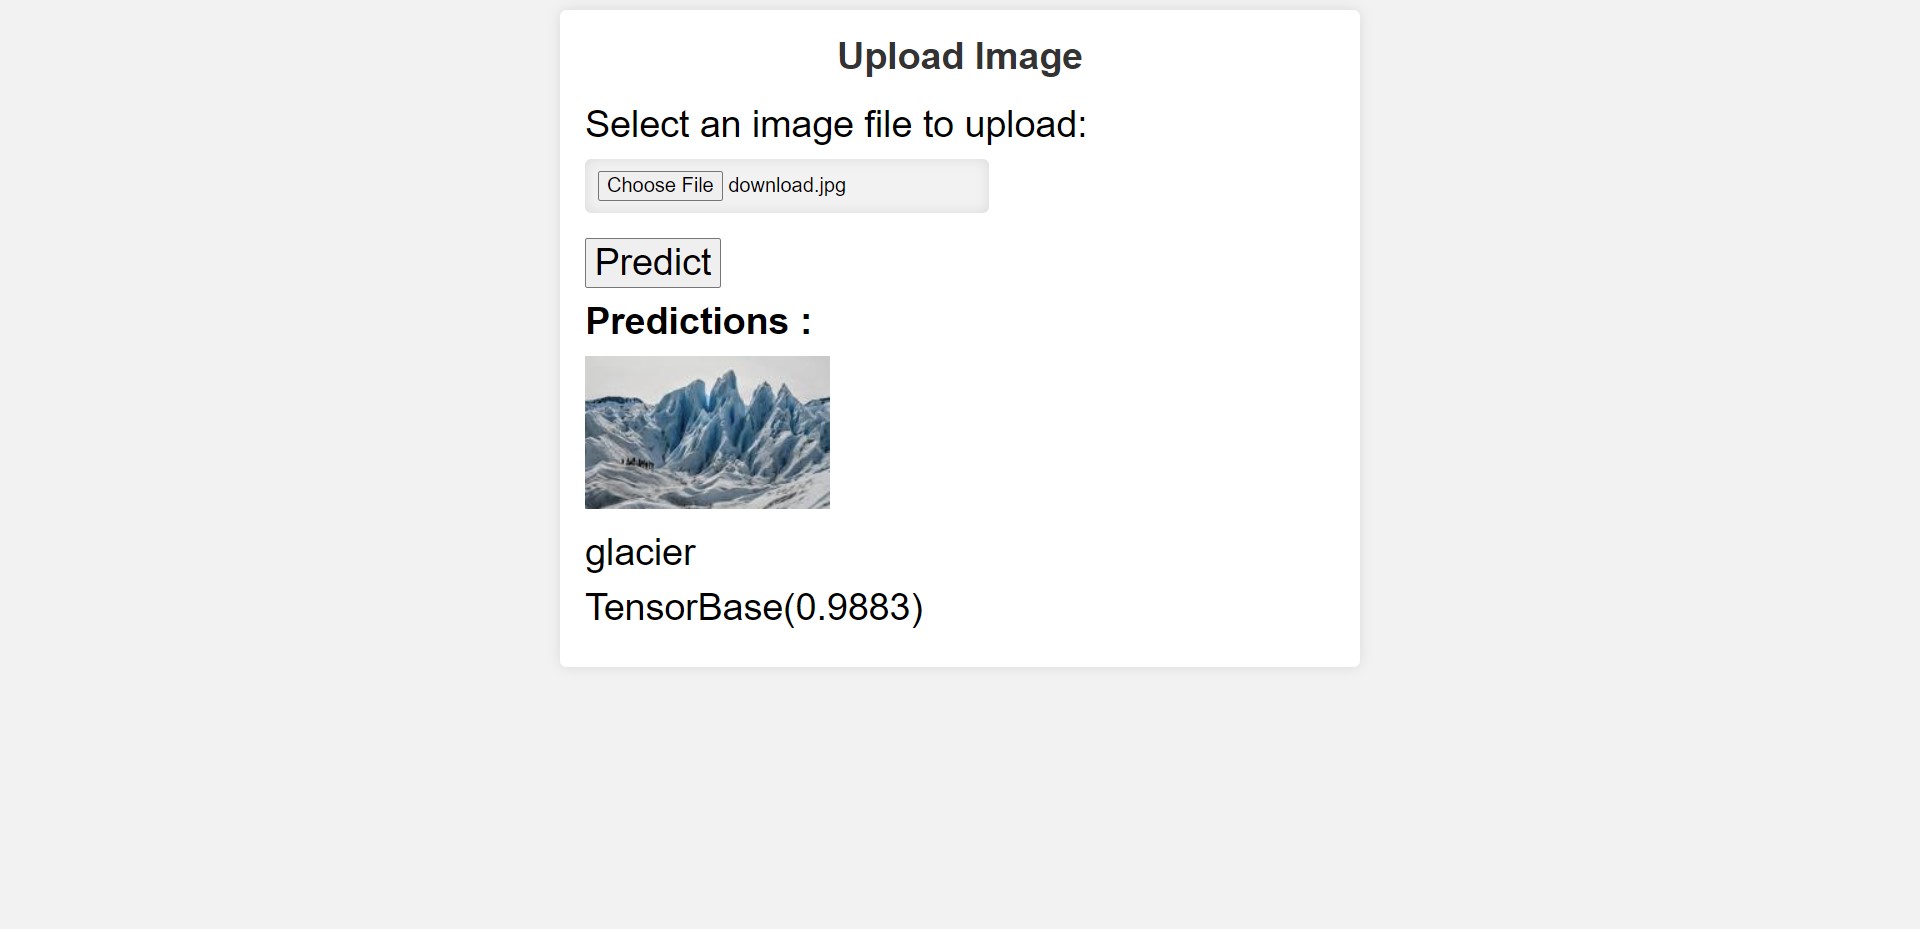 Upload Image
Select an image file to upload:
Choose File download.jpg
Predict
Predictions :
glacier
TensorBase(0.9883)